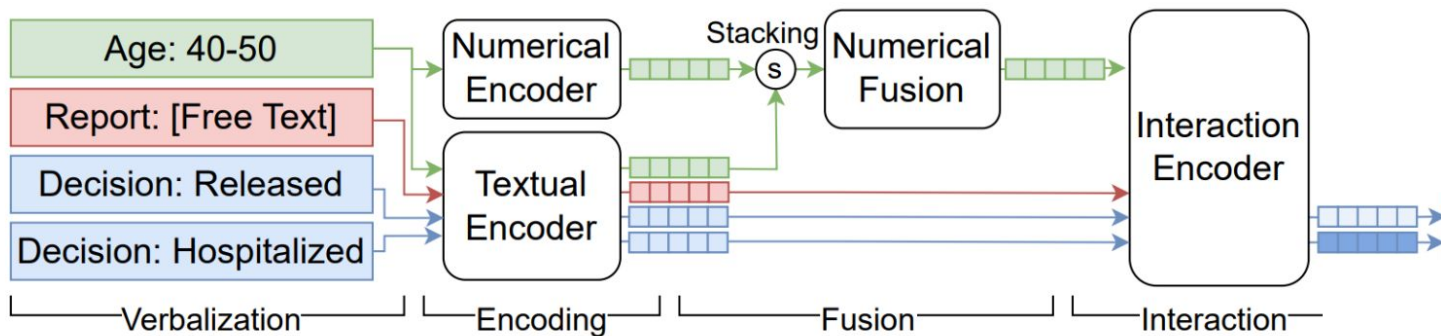 Age: 40-50
Report: [Free Text]
Decision: Released
Decision: Hospitalized
Numerical
Encoder
Textual
Encoder
Stacking
S
Numerical
Fusion
Interaction
Encoder
Verbalization
Encoding
Fusion
Interaction